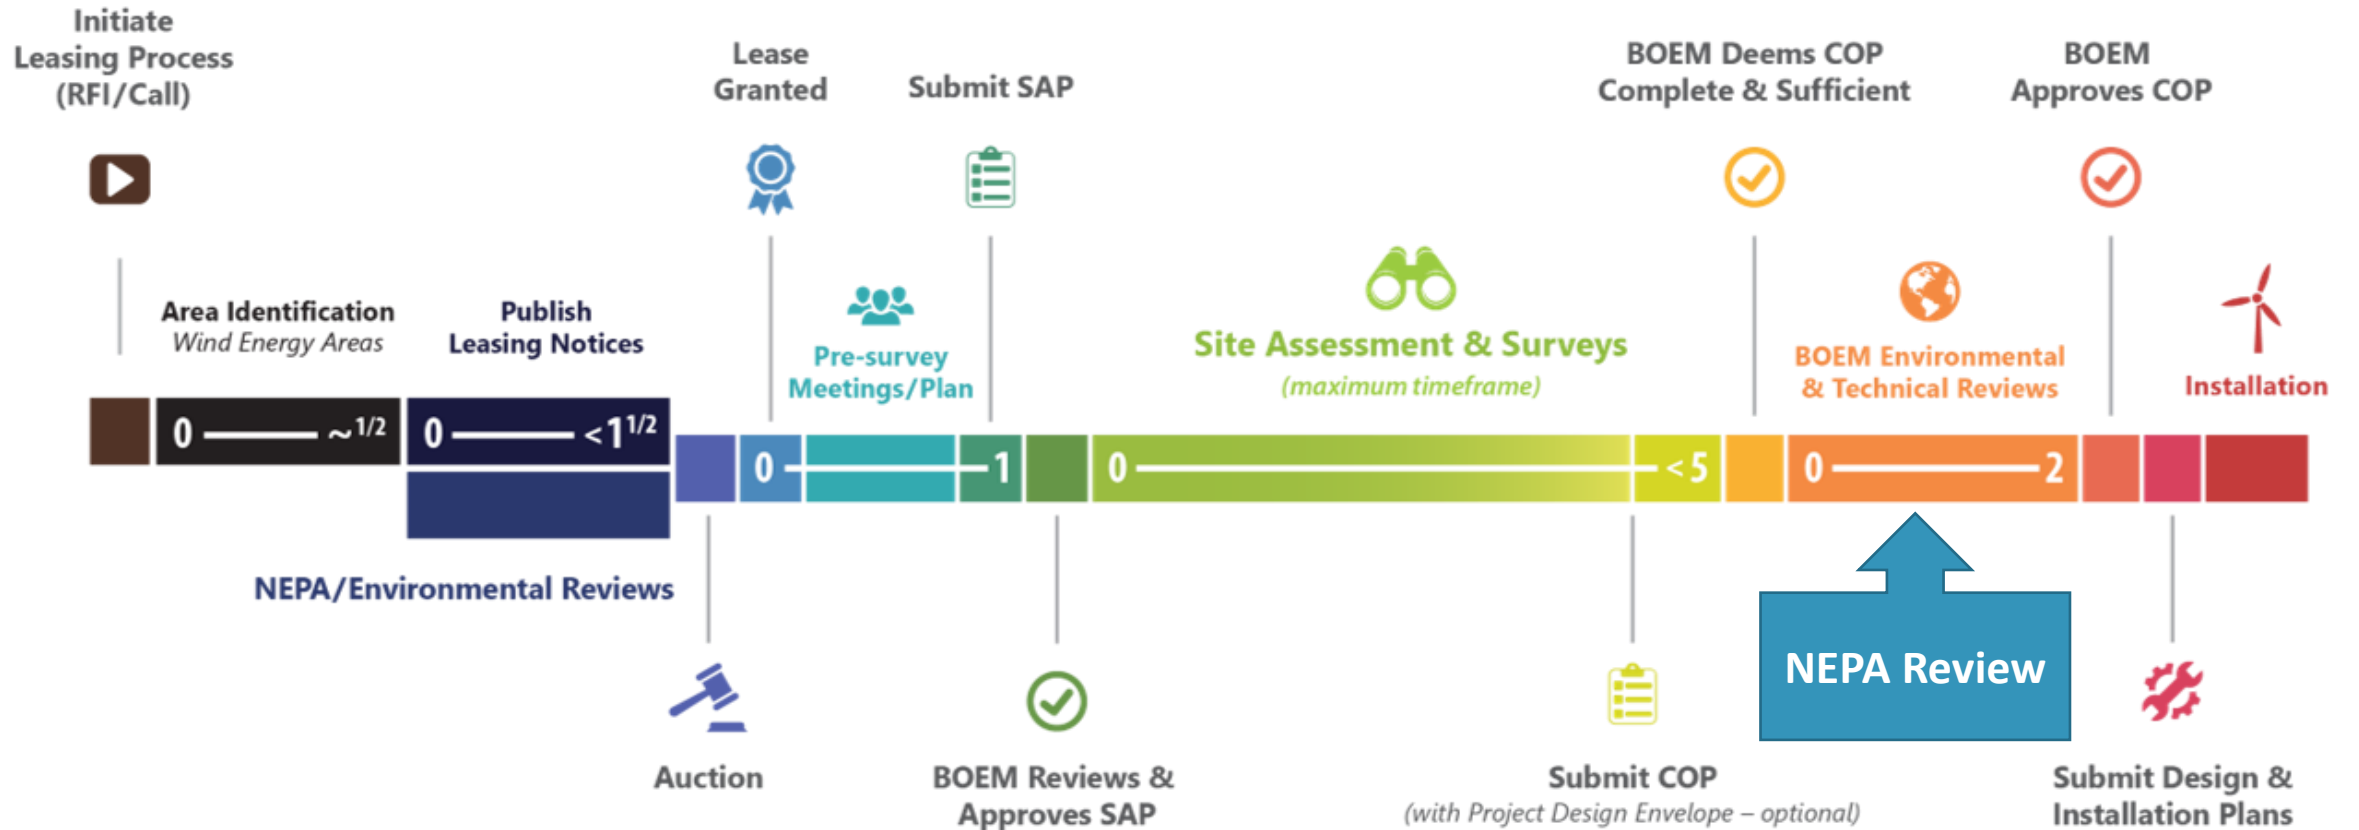 Initiate
Leasing Process
(RFI/Call)
Lease
Granted
Submit SAP
BOEM Deems COP
Complete & Sufficient
BOEM
Approves COP
Area Identification
Wind Energy Areas
Publish
Leasing Notices
Pre-survey
Meetings/Plan
Site Assessment & Surveys
(maximum timeframe)
BOEM Environmental
& Technical Reviews
Installation
0 ~1/2
0 <1 1/2
0 1
0 <5
0 2
NEPA/Environmental Reviews
NEPA Review
Auction
BOEM Reviews &
Approves SAP
Submit COP
(with Project Design Envelope – optional)
Submit Design &
Installation Plans